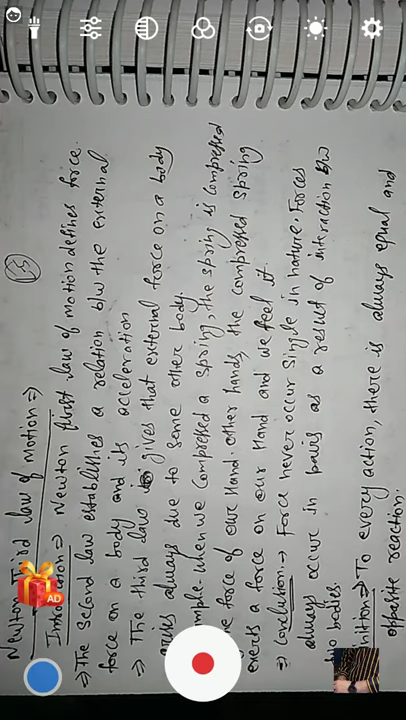 (13)
Newton Third law of motion ⇒
Introduction ⇒ Newton first law of motion defines force.
⇒ The Second law establishes a relation b/w the external
force on a body and its acceleration
⇒ The third law gives that external force on a body
always due to some other body.
when we compressed a spring, the spring is compressed
the force of our Hand. other hands, the compressed spring
exerts a force on our Hand and we feel it.
⇒ Conclusion → Force never occur single in nature. Forces
always occur in pairs as a result of interaction b/w
two bodies.
⇒ To every action, there is always equal and
opposite reaction.
AD